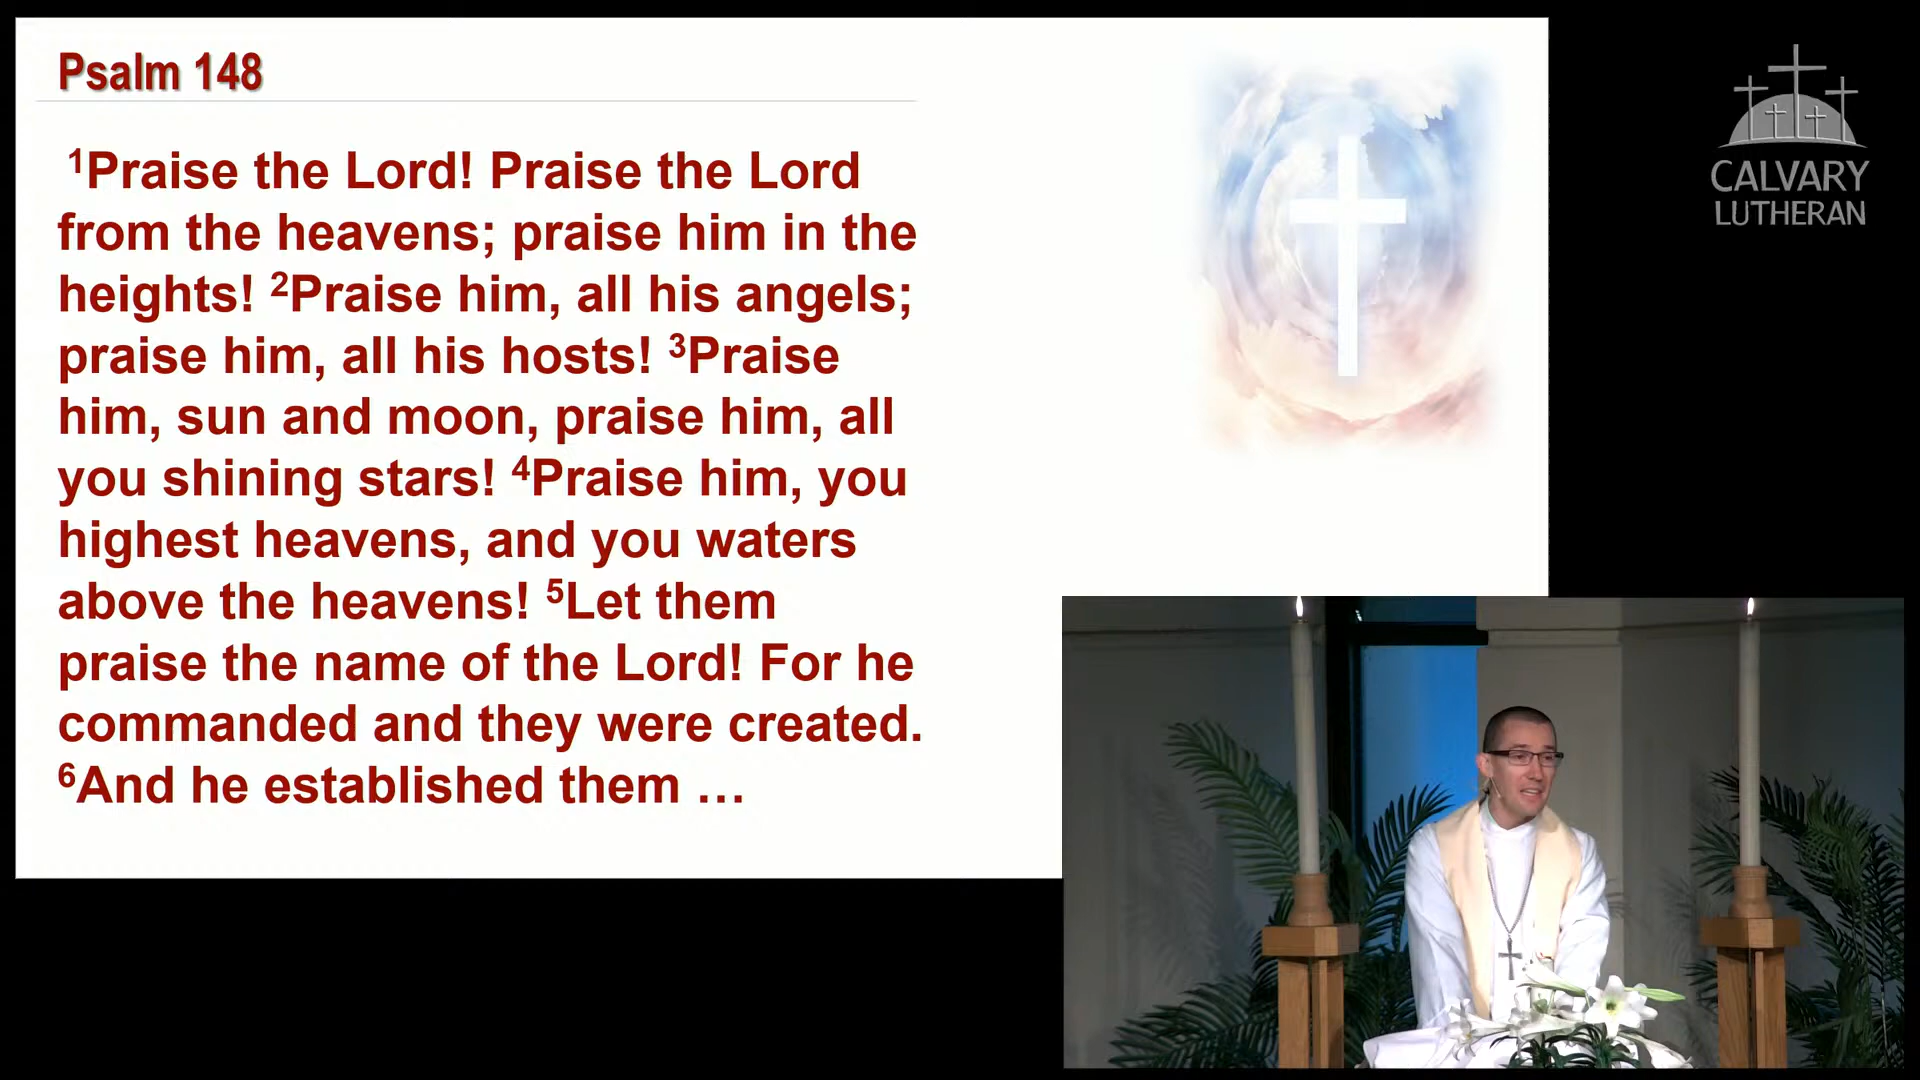 Psalm 148
¹Praise the Lord! Praise the Lord
from the heavens; praise him in the
heights! ²Praise him, all his angels;
praise him, all his hosts! ³Praise
him, sun and moon, praise him, all
you shining stars! ⁴Praise him, you
highest heavens, and you waters
above the heavens! ⁵Let them
praise the name of the Lord! For he
commanded and they were created.
⁶And he established them …
CALVARY
LUTHERAN